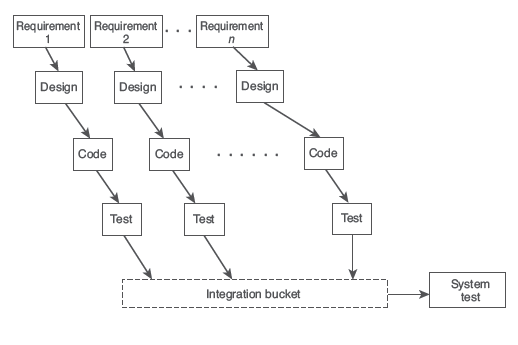 Requirement Requirement Requirement
1 2 n
Design Design Design
Code Code Code
Test Test Test
Integration bucket
System
test